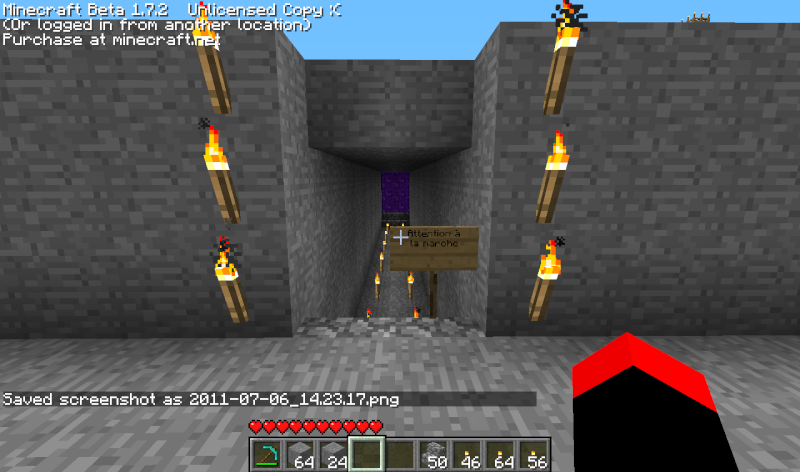 Minecraft Beta 1.7.2   Unlicensed Copy :(
(Or logged in from another location)
Purchase at minecraft.net
Attention à
la marche
Saved screenshot as 2011-07-06_14.23.17.png
64 24 50 46 64 56